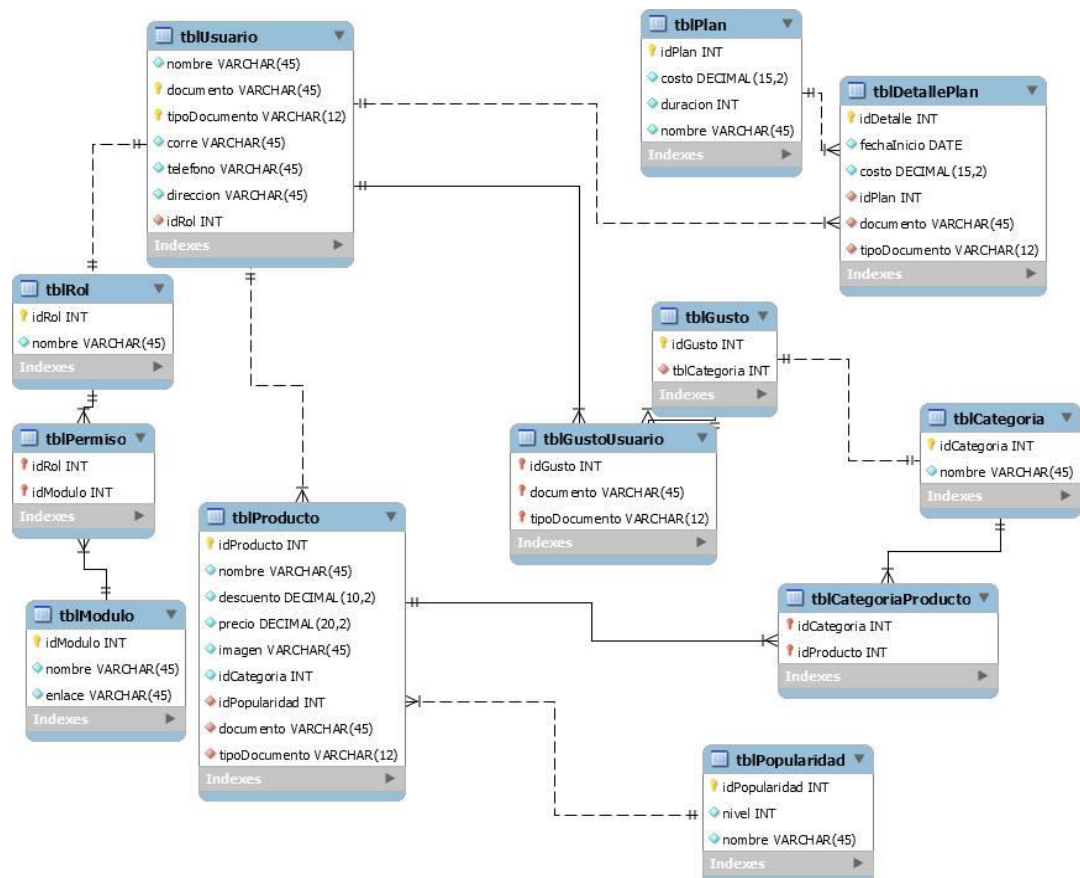 tblUsuario
nombre VARCHAR(45)
documento VARCHAR(45)
tipoDocumento VARCHAR(12)
corre VARCHAR(45)
telefono VARCHAR(45)
direccion VARCHAR(45)
idRol INT
Indexes
tblPlan
idPlan INT
costo DECIMAL(15,2)
duracion INT
nombre VARCHAR(45)
Indexes
tblDetallePlan
idDetalle INT
fechaInicio DATE
costo DECIMAL(15,2)
idPlan INT
documento VARCHAR(45)
tipoDocumento VARCHAR(12)
Indexes
tblRol
idRol INT
nombre VARCHAR(45)
Indexes
tblGusto
idGusto INT
tblCategoria INT
Indexes
tblPermiso
idRol INT
idModulo INT
Indexes
tblGustoUsuario
idGusto INT
documento VARCHAR(45)
tipoDocumento VARCHAR(12)
Indexes
tblCategoria
idCategoria INT
nombre VARCHAR(45)
Indexes
tblProducto
idProducto INT
nombre VARCHAR(45)
descuento DECIMAL(10,2)
precio DECIMAL(20,2)
imagen VARCHAR(45)
idCategoria INT
idPopularidad INT
documento VARCHAR(45)
tipoDocumento VARCHAR(12)
Indexes
tblModulo
idModulo INT
nombre VARCHAR(45)
enlace VARCHAR(45)
Indexes
tblCategoriaProducto
idCategoria INT
idProducto INT
Indexes
tblPopularidad
idPopularidad INT
nivel INT
nombre VARCHAR(45)
Indexes